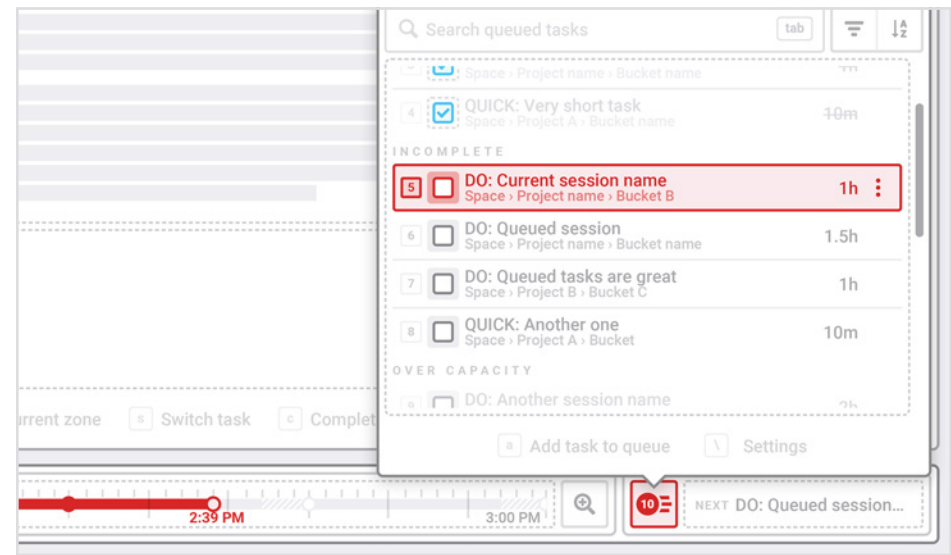 Search queued tasks tab A Z
Space › Project name › Bucket name
4 QUICK: Very short task 10m
Space › Project A › Bucket name
INCOMPLETE
5 DO: Current session name 1h
Space › Project name › Bucket B
6 DO: Queued session 1.5h
Space › Project name › Bucket name
7 DO: Queued tasks are great 1h
Space › Project B › Bucket C
8 QUICK: Another one 10m
Space › Project A › Bucket
OVER CAPACITY
9 DO: Another session name 2h
zone s Switch task c Complet
a Add task to queue \ Settings
2:39 PM 3:00 PM 10 NEXT DO: Queued session...